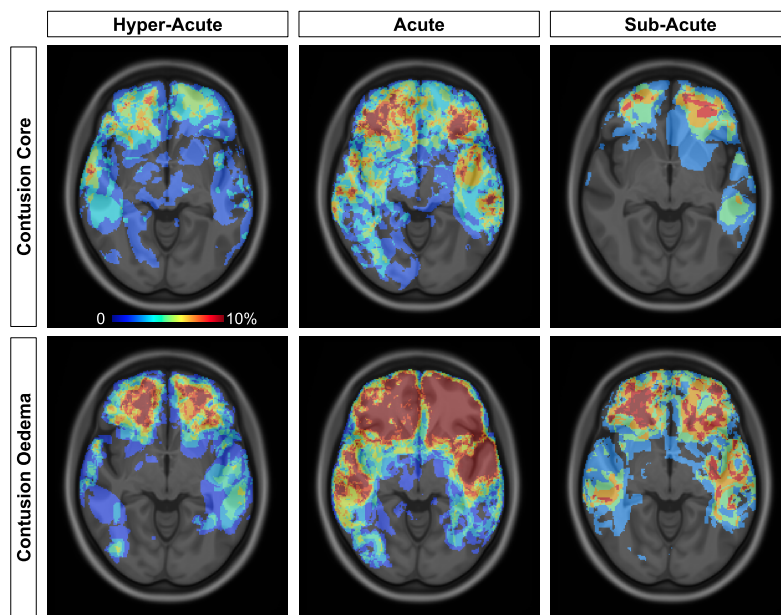 Hyper-Acute
Acute
Sub-Acute
Contusion Core
0
10%
Contusion Oedema